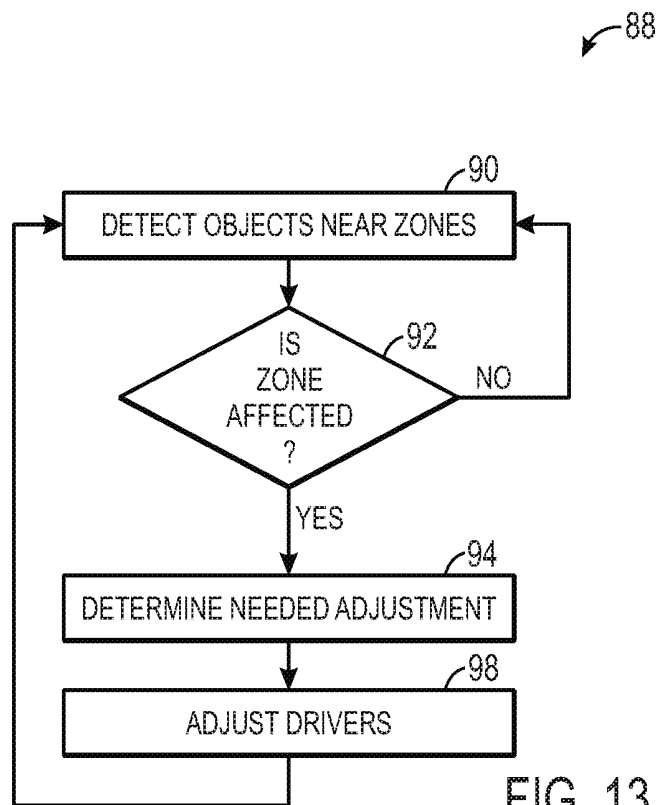 88
90
DETECT OBJECTS NEAR ZONES
92
IS
ZONE
AFFECTED
?
NO
YES
94
DETERMINE NEEDED ADJUSTMENT
98
ADJUST DRIVERS
FIG. 13